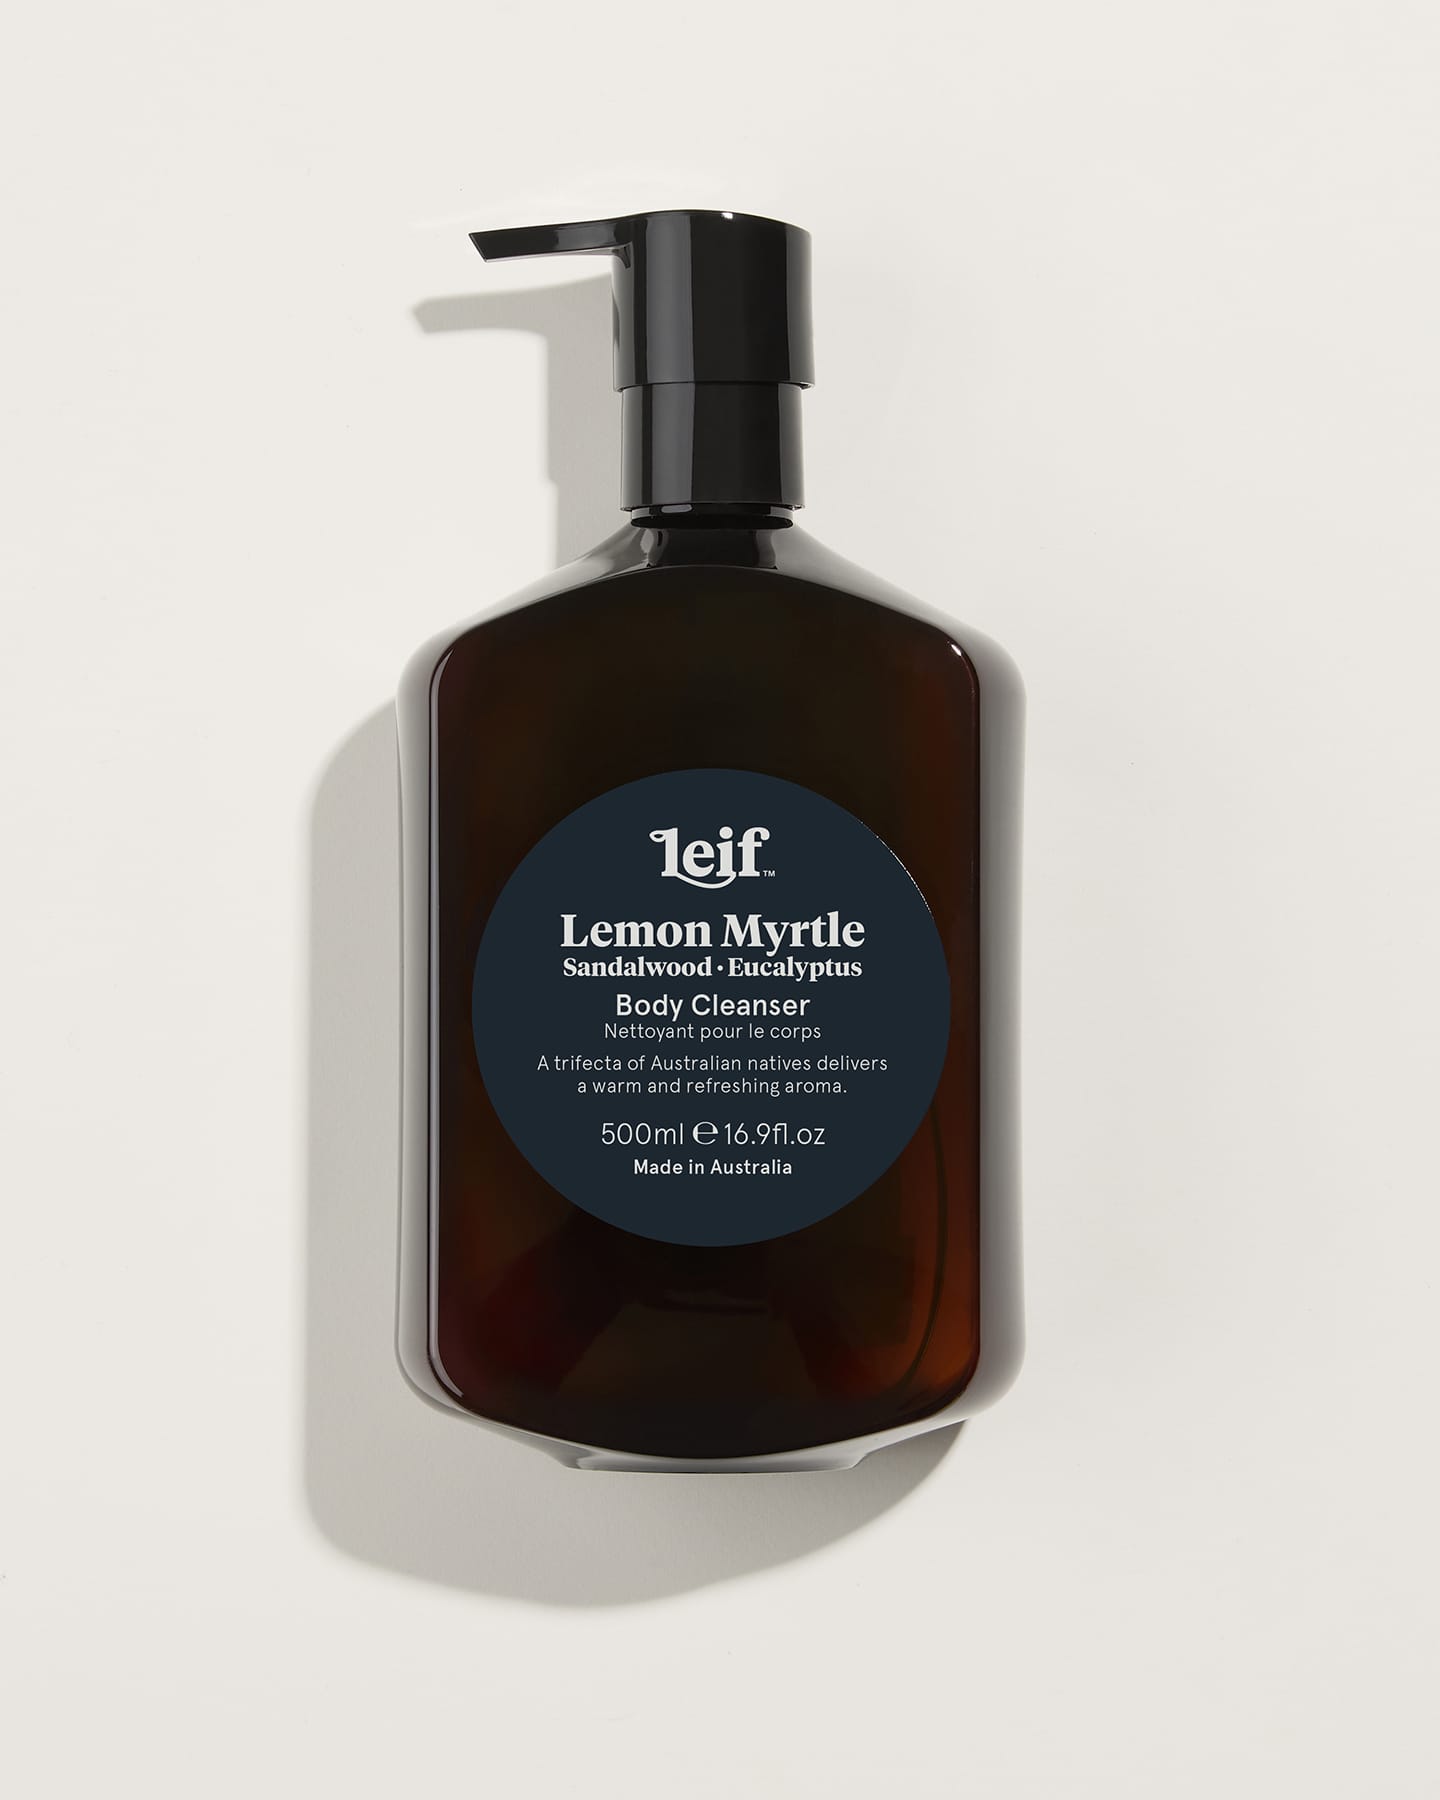 leif™
Lemon Myrtle
Sandalwood · Eucalyptus
Body Cleanser
Nettoyant pour le corps
A trifecta of Australian natives delivers
a warm and refreshing aroma.
500ml ℮ 16.9fl.oz
Made in Australia